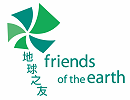 地球之友
friends
of the earth